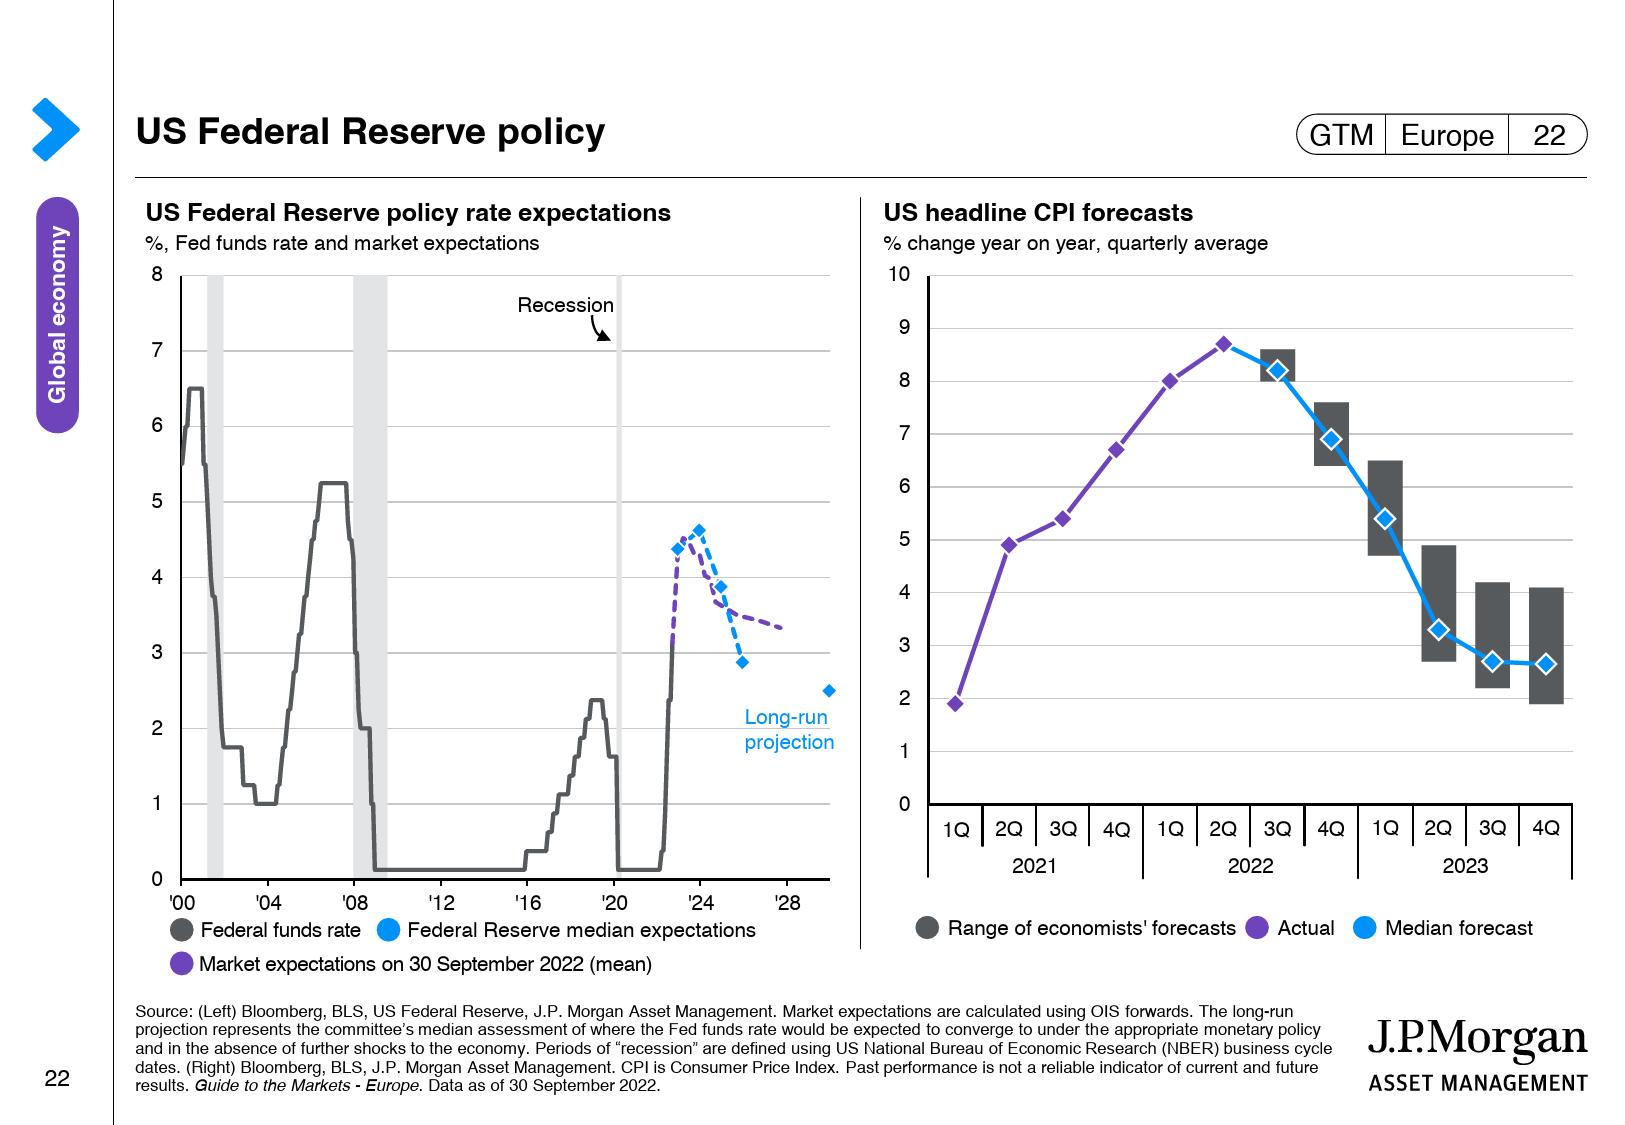 US Federal Reserve policy
GTM Europe 22
Global economy
US Federal Reserve policy rate expectations
%, Fed funds rate and market expectations
8
7
6
5
4
3
2
1
0
Recession
Long-run
projection
'00 '04 '08 '12 '16 '20 '24 '28
Federal funds rate Federal Reserve median expectations
Market expectations on 30 September 2022 (mean)
US headline CPI forecasts
% change year on year, quarterly average
10
9
8
7
6
5
4
3
2
1
0
1Q 2Q 3Q 4Q 1Q 2Q 3Q 4Q 1Q 2Q 3Q 4Q
2021 2022 2023
Range of economists' forecasts Actual Median forecast
Source: (Left) Bloomberg, BLS, US Federal Reserve, J.P. Morgan Asset Management. Market expectations are calculated using OIS forwards. The long-run
projection represents the committee's median assessment of where the Fed funds rate would be expected to converge to under the appropriate monetary policy
and in the absence of further shocks to the economy. Periods of “recession” are defined using US National Bureau of Economic Research (NBER) business cycle
dates. (Right) Bloomberg, BLS, J.P. Morgan Asset Management. CPI is Consumer Price Index. Past performance is not a reliable indicator of current and future
results. Guide to the Markets - Europe. Data as of 30 September 2022.
22
J.P.Morgan
ASSET MANAGEMENT